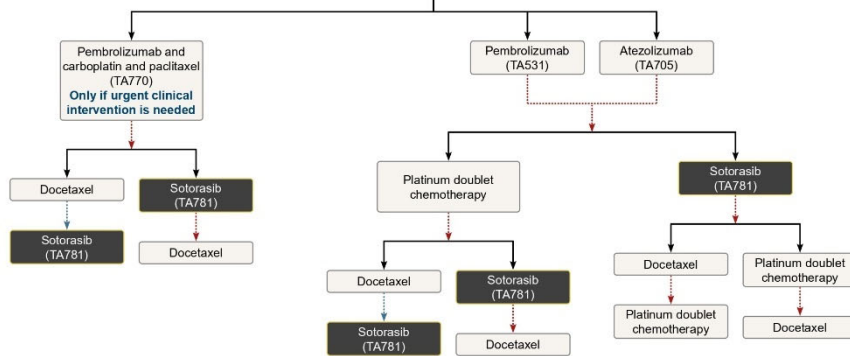 Pembrolizumab and
carboplatin and paclitaxel
(TA770)
Only if urgent clinical
intervention is needed
Pembrolizumab
(TA531)
Atezolizumab
(TA705)
Docetaxel
Sotorasib
(TA781)
Sotorasib
(TA781)
Docetaxel
Platinum doublet
chemotherapy
Sotorasib
(TA781)
Docetaxel
Sotorasib
(TA781)
Sotorasib
(TA781)
Docetaxel
Docetaxel
Platinum doublet
chemotherapy
Platinum doublet
chemotherapy
Docetaxel